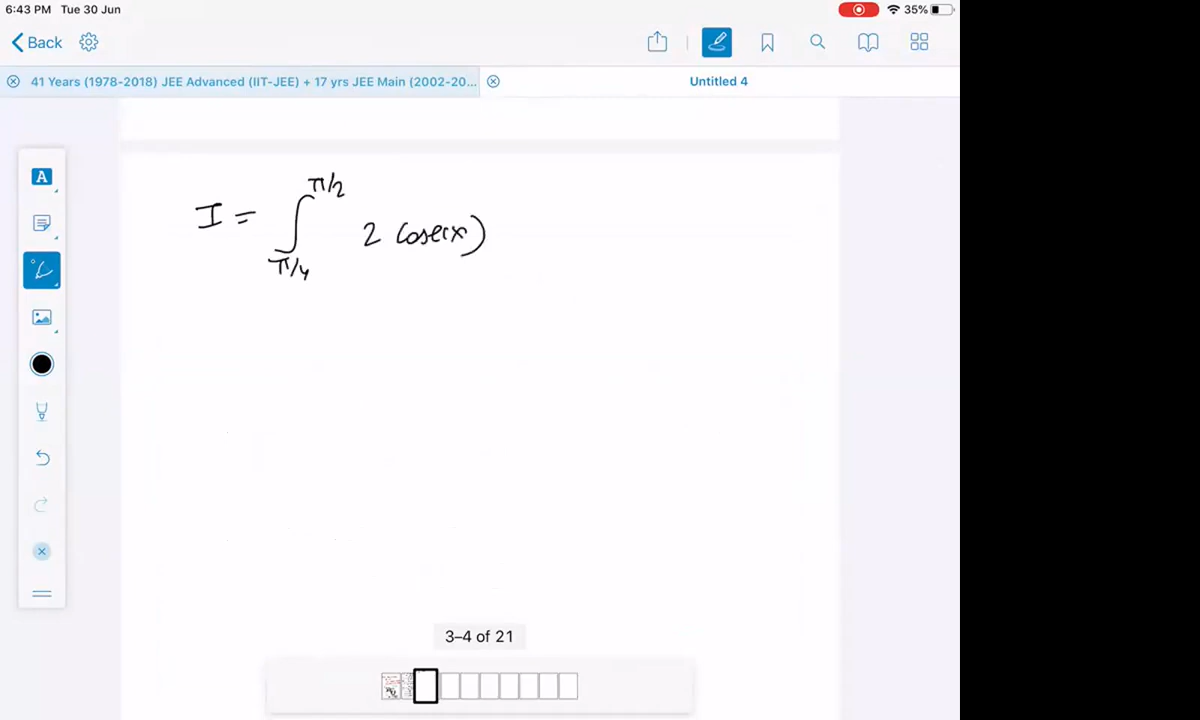 6:43 PM Tue 30 Jun 35%
Back
41 Years (1978-2018) JEE Advanced (IIT-JEE) + 17 yrs JEE Main (2002-20... Untitled 4
A
π/2
I = ∫ 2 Cosec(x)
π/4
3–4 of 21